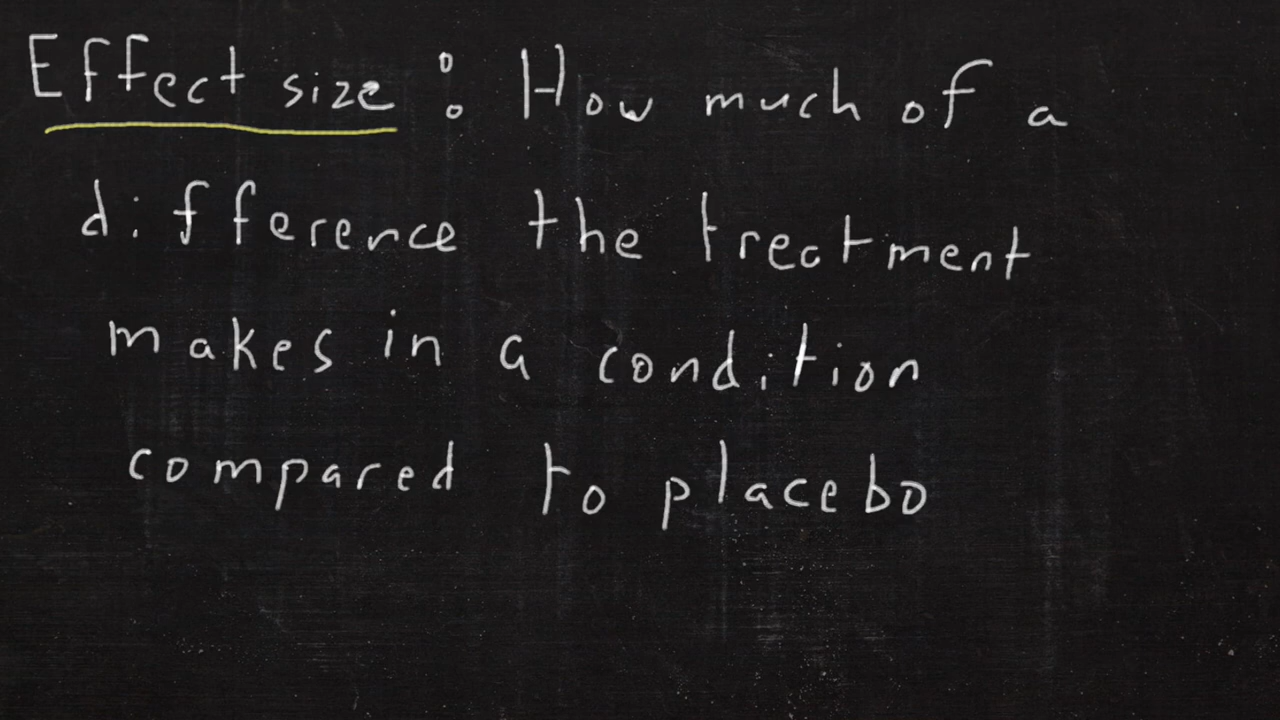 Effect size: How much of a
difference the treatment
makes in a condition
compared to placebo